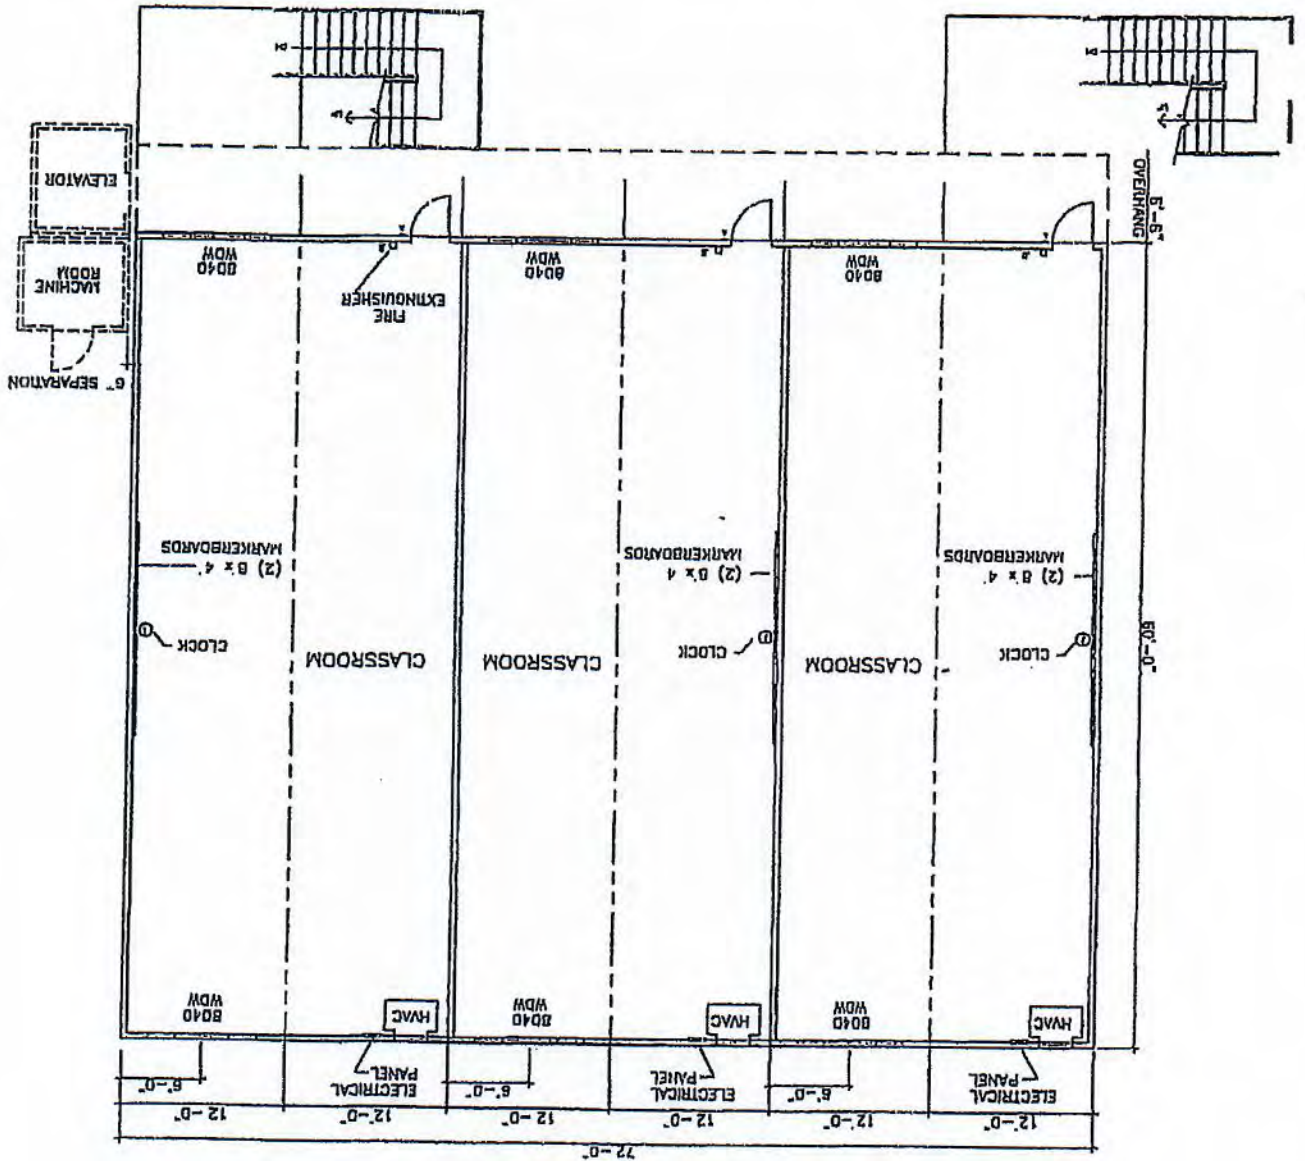 72'-0"
12'-0"
12'-0"
12'-0"
12'-0"
12'-0"
12'-0"
ELECTRICAL
PANEL
6'-0"
ELECTRICAL
PANEL
6'-0"
ELECTRICAL
PANEL
6'-0"
HVAC
8040
WDW
HVAC
8040
WDW
HVAC
8040
WDW
60'-0"
CLOCK
CLASSROOM
CLOCK
CLASSROOM
CLASSROOM
CLOCK
(2) 8'x 4'
MARKERBOARDS
(2) 8'x 4'
MARKERBOARDS
(2) 8'x 4'
MARKERBOARDS
6" SEPARATION
FIRE
EXTINGUISHER
MACHINE
ROOM
8040
WDW
8040
WDW
8040
WDW
6'-6"
OVERHANG
ELEVATOR